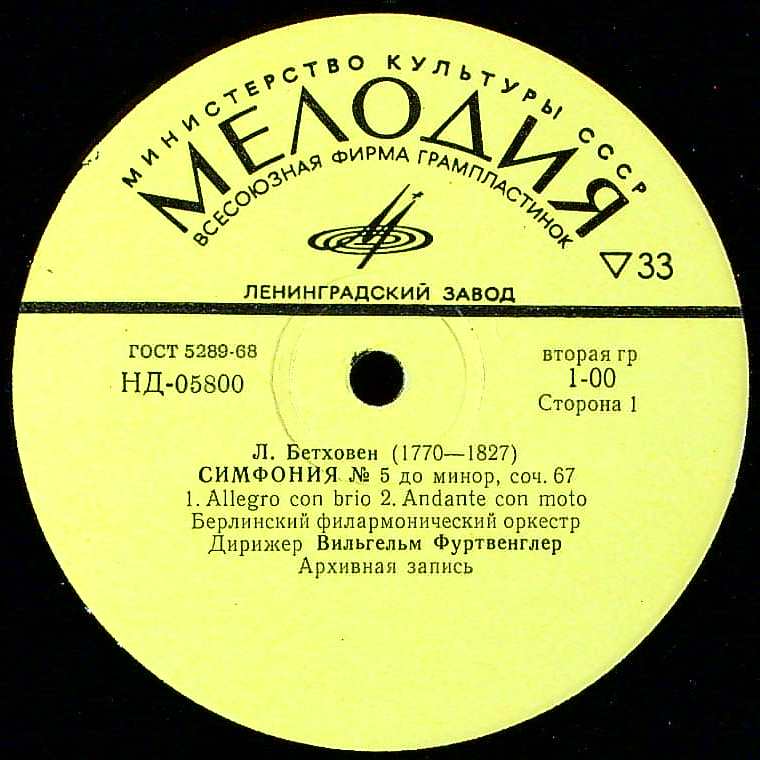 МИНИСТЕРСТВО КУЛЬТУРЫ СССР
МЕЛОДИЯ
ВСЕСОЮЗНАЯ ФИРМА ГРАМПЛАСТИНОК
33
ЛЕНИНГРАДСКИЙ ЗАВОД
ГОСТ 5289-68
НД-05800
вторая гр
1-00
Сторона 1
Л. Бетховен (1770—1827)
СИМФОНИЯ № 5 до минор, соч. 67
1. Allegro con brio 2. Andante con moto
Берлинский филармонический оркестр
Дирижер Вильгельм Фуртвенглер
Архивная запись